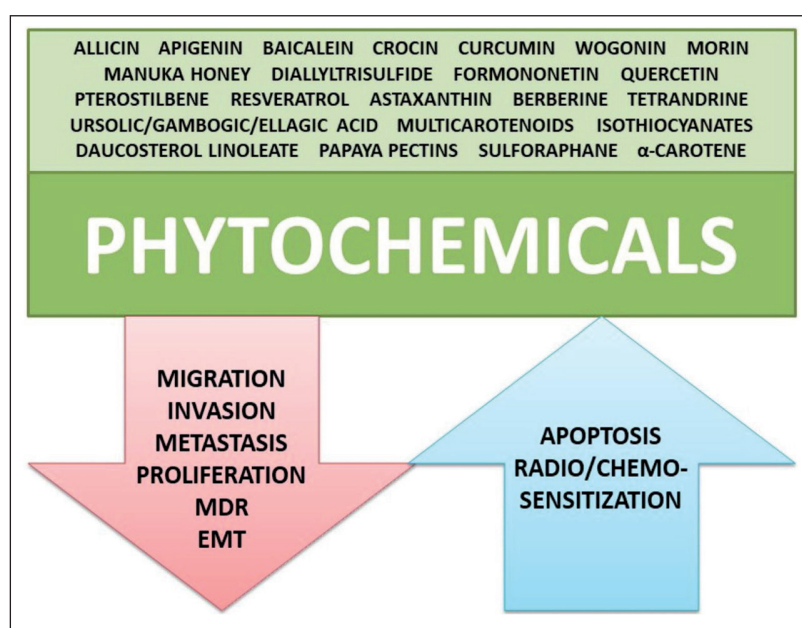 ALLICIN APIGENIN BAICALEIN CROCIN CURCUMIN WOGONIN MORIN
MANUKA HONEY DIALLYLTRISULFIDE FORMONONETIN QUERCETIN
PTEROSTILBENE RESVERATROL ASTAXANTHIN BERBERINE TETRANDRINE
URSOLIC/GAMBOGIC/ELLAGIC ACID MULTICAROTENOIDS ISOTHIOCYANATES
DAUCOSTEROL LINOLEATE PAPAYA PECTINS SULFORAPHANE α-CAROTENE
PHYTOCHEMICALS
MIGRATION
INVASION
METASTASIS
PROLIFERATION
MDR
EMT
APOPTOSIS
RADIO/CHEMO-
SENSITIZATION